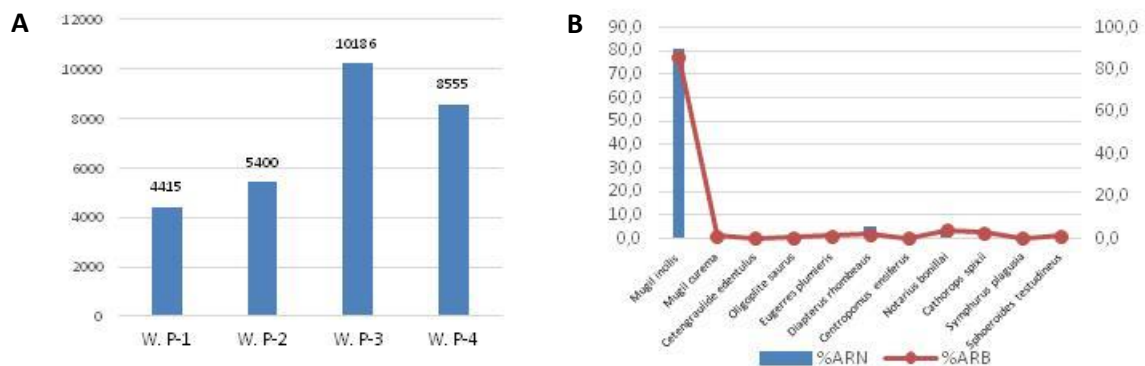 A
12000
10000
8000
6000
4000
2000
0
4415
5400
10186
8555
W. P-1
W. P-2
W. P-3
W. P-4
B
90,0
80,0
70,0
60,0
50,0
40,0
30,0
20,0
10,0
0,0
100,0
80,0
60,0
40,0
20,0
0,0
Mugil incilis
Mugil curema
Cetengraulide edentulus
Oligoplite saurus
Eugerres plumieris
Diapterus rhombeaus
Centropomus ensiferus
Notarius bonillai
Cathorops spixii
Symphurus plagusia
Sphoeroides testudineus
%ARN
%ARB